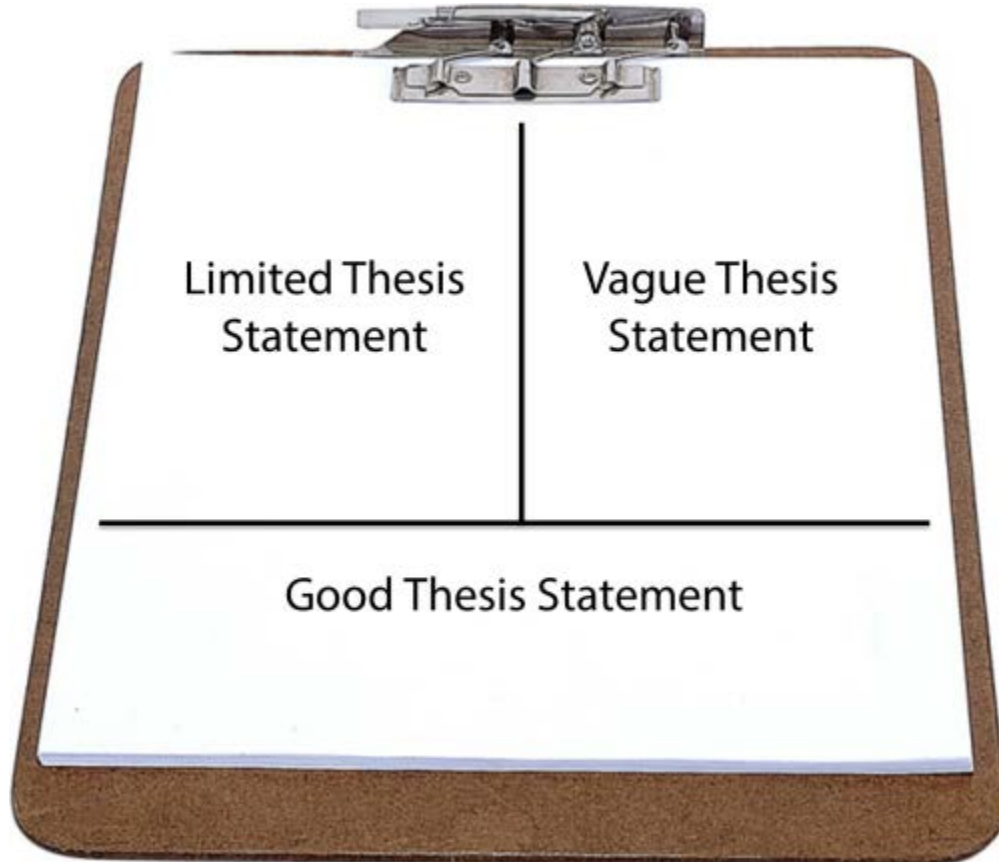 Limited Thesis
Statement
Vague Thesis
Statement
Good Thesis Statement